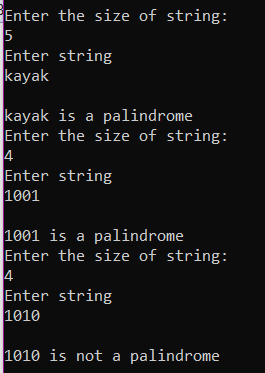 Enter the size of string:
5
Enter string
kayak

kayak is a palindrome
Enter the size of string:
4
Enter string
1001

1001 is a palindrome
Enter the size of string:
4
Enter string
1010

1010 is not a palindrome